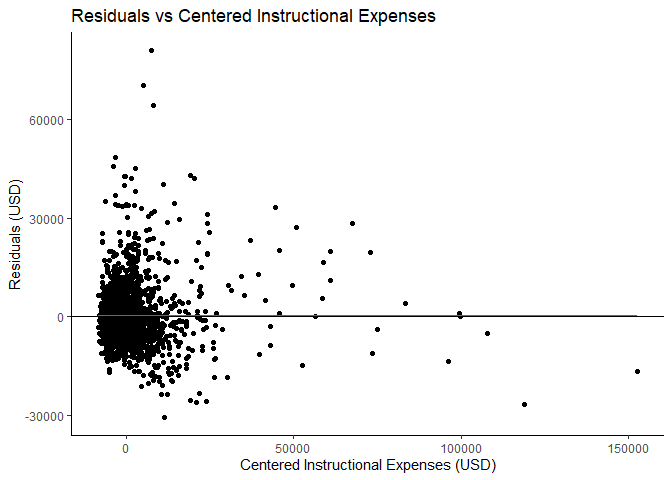 Residuals vs Centered Instructional Expenses
60000
30000
0
-30000
Residuals (USD)
0
50000
100000
150000
Centered Instructional Expenses (USD)